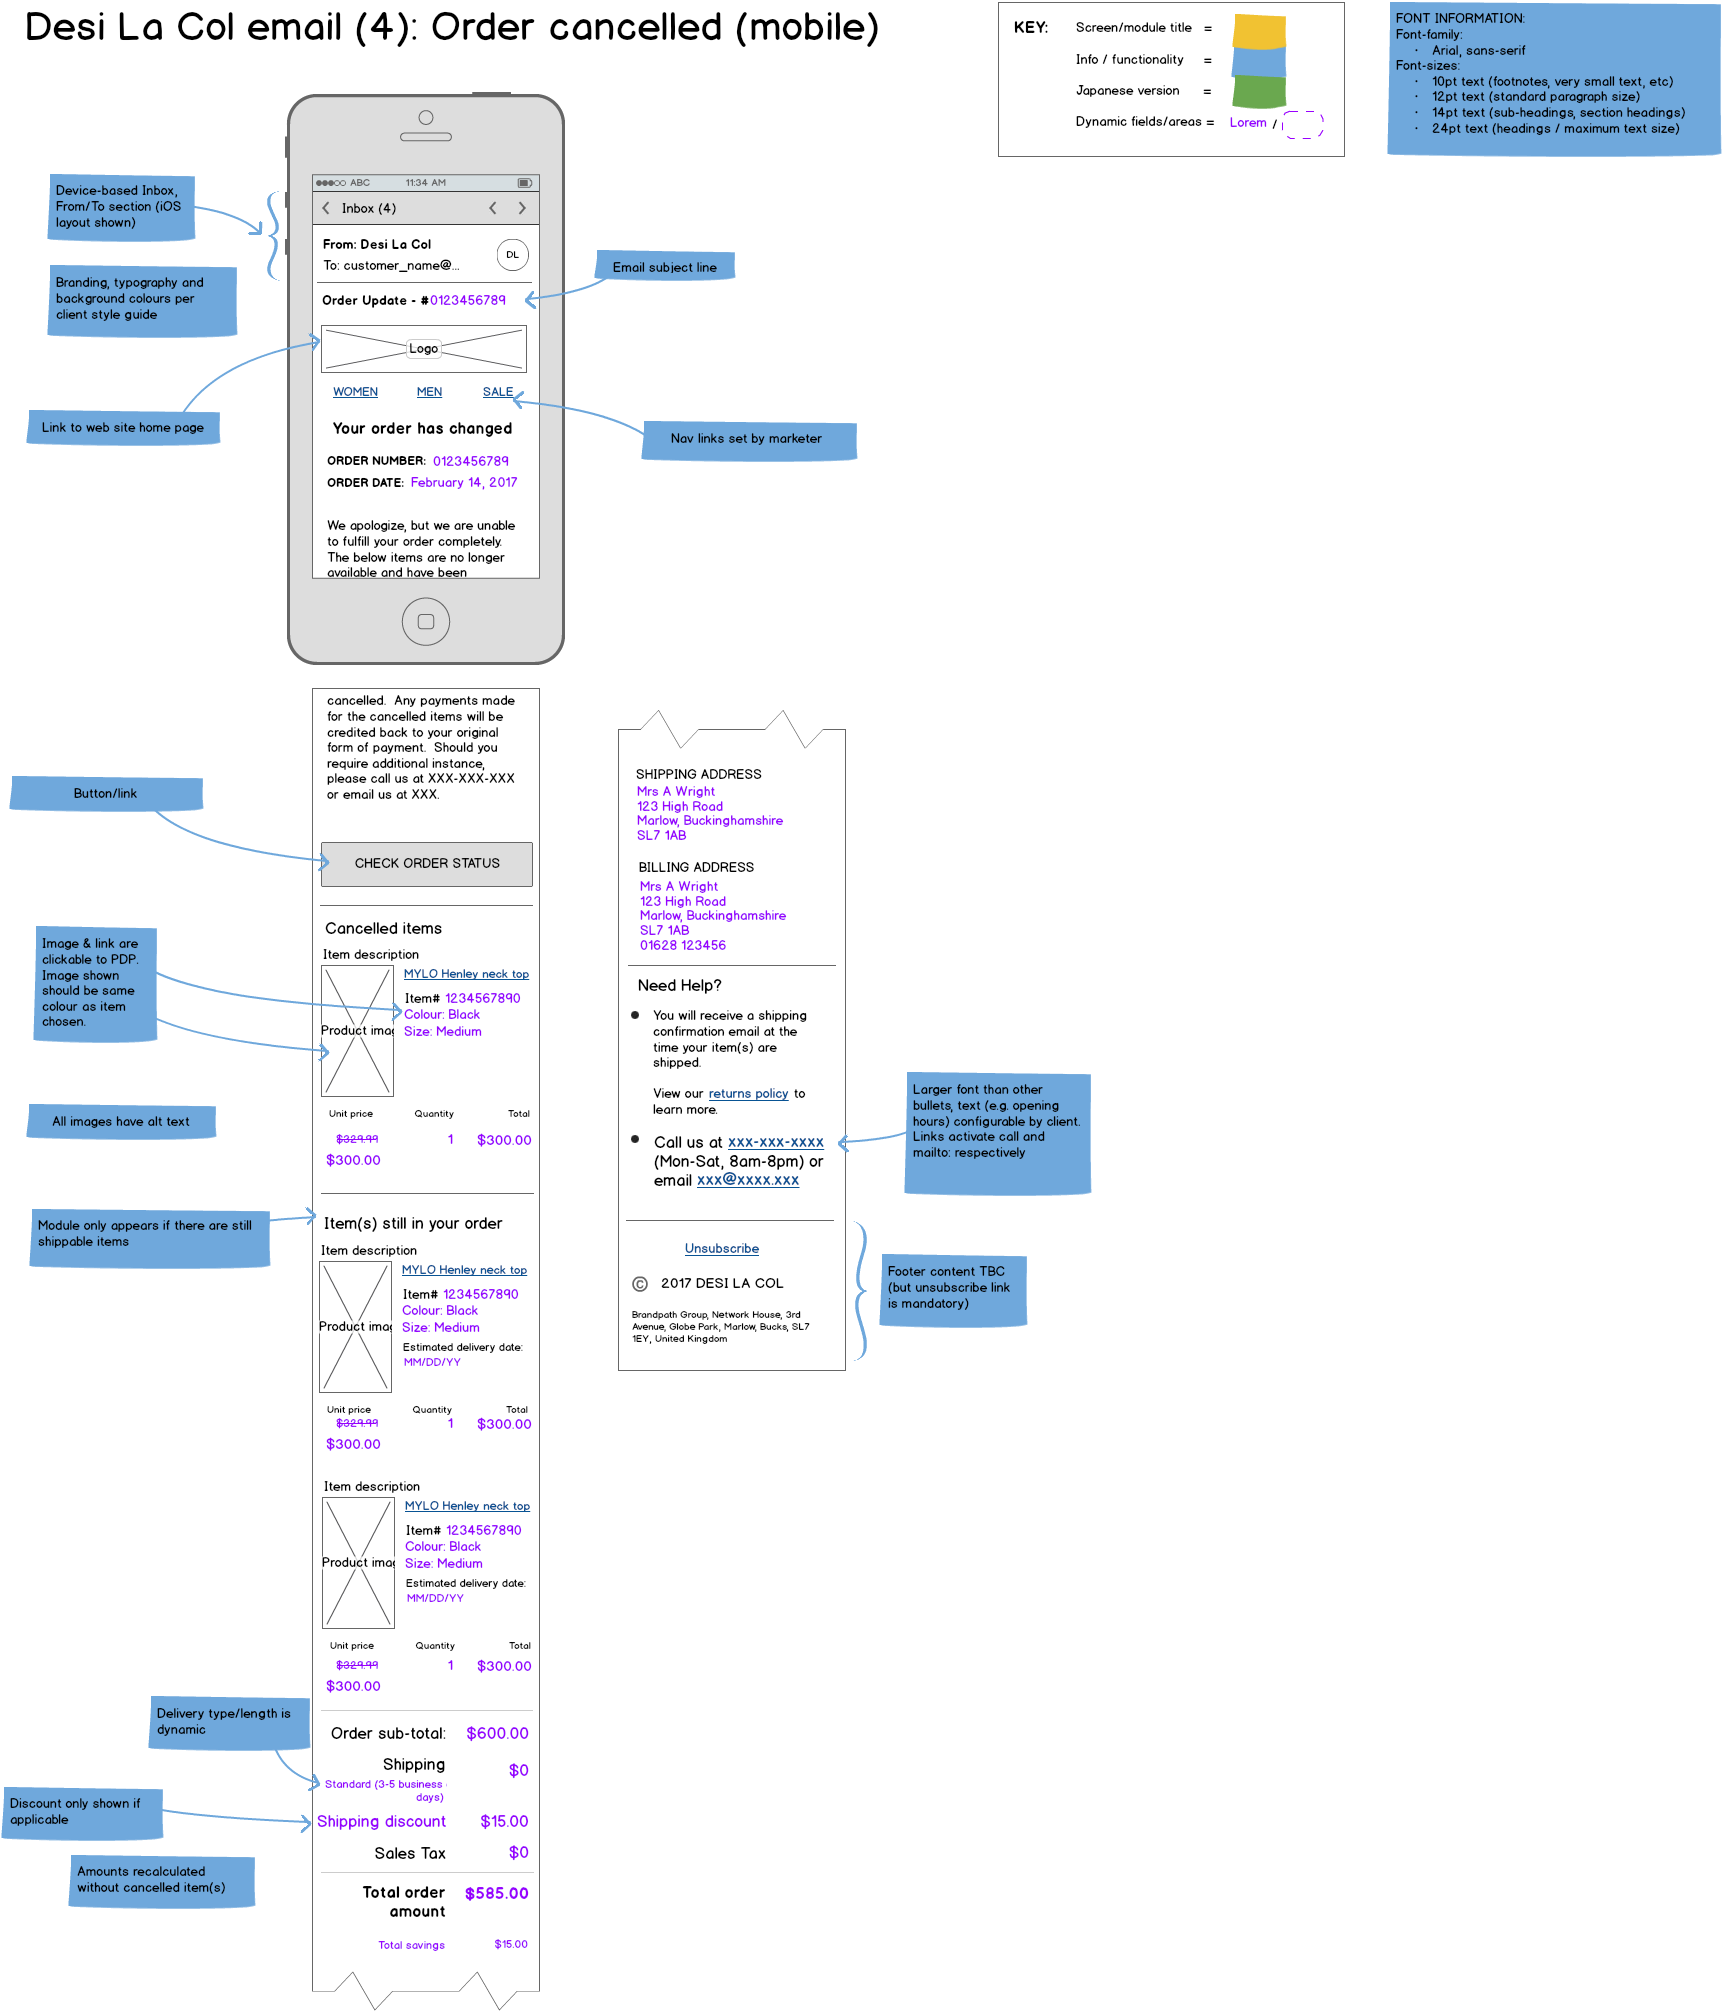 Desi La Col email (4): Order cancelled (mobile)
KEY:
Screen/module title =
Info / functionality =
Japanese version =
Dynamic fields/areas = Lorem /
FONT INFORMATION:
Font-family:
· Arial, sans-serif
Font-sizes:
· 10pt text (footnotes, very small text, etc)
· 12pt text (standard paragraph size)
· 14pt text (sub-headings, section headings)
· 24pt text (headings / maximum text size)
Device-based Inbox,
From/To section (iOS
layout shown)
Branding, typography and
background colours per
client style guide
Link to web site home page
ABC 11:34 AM
Inbox (4)
From: Desi La Col
To: customer_name@...
DL
Order Update - #0123456789
Logo
WOMEN MEN SALE
Your order has changed
ORDER NUMBER: 0123456789
ORDER DATE: February 14, 2017
We apologize, but we are unable
to fulfill your order completely.
The below items are no longer
available and have been
Email subject line
Nav links set by marketer
cancelled. Any payments made
for the cancelled items will be
credited back to your original
form of payment. Should you
require additional instance,
please call us at XXX-XXX-XXX
or email us at XXX.
Button/link
CHECK ORDER STATUS
Cancelled items
Item description
Image & link are
clickable to PDP.
Image shown
should be same
colour as item
chosen.
Product imag
MYLO Henley neck top
Item# 1234567890
Colour: Black
Size: Medium
All images have alt text
Unit price Quantity Total
$329.99 1 $300.00
$300.00
Module only appears if there are still
shippable items
Item(s) still in your order
Item description
Product imag
MYLO Henley neck top
Item# 1234567890
Colour: Black
Size: Medium
Estimated delivery date:
MM/DD/YY
Unit price Quantity Total
$329.99 1 $300.00
$300.00
Item description
Product imag
MYLO Henley neck top
Item# 1234567890
Colour: Black
Size: Medium
Estimated delivery date:
MM/DD/YY
Unit price Quantity Total
$329.99 1 $300.00
$300.00
Delivery type/length is
dynamic
Order sub-total: $600.00
Shipping $0
Standard (3-5 business
days)
Discount only shown if
applicable
Shipping discount $15.00
Sales Tax $0
Amounts recalculated
without cancelled item(s)
Total order $585.00
amount
Total savings $15.00
SHIPPING ADDRESS
Mrs A Wright
123 High Road
Marlow, Buckinghamshire
SL7 1AB
BILLING ADDRESS
Mrs A Wright
123 High Road
Marlow, Buckinghamshire
SL7 1AB
01628 123456
Need Help?
● You will receive a shipping
confirmation email at the
time your item(s) are
shipped.
View our returns policy to
learn more.
● Call us at xxx-xxx-xxxx
(Mon-Sat, 8am-8pm) or
email xxx@xxxx.xxx
Larger font than other
bullets, text (e.g. opening
hours) configurable by client.
Links activate call and
mailto: respectively
Unsubscribe
© 2017 DESI LA COL
Brandpath Group, Network House, 3rd
Avenue, Globe Park, Marlow, Bucks, SL7
1EY, United Kingdom
Footer content TBC
(but unsubscribe link
is mandatory)